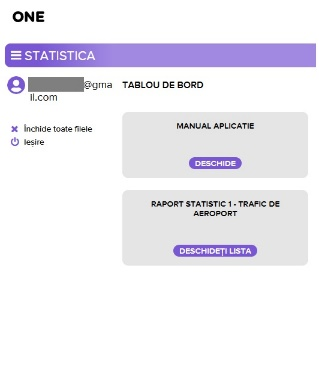 ONE
STATISTICA
@gma
il.com
TABLOU DE BORD
Închide toate filele
Ieșire
MANUAL APLICATIE
DESCHIDE
RAPORT STATISTIC 1 - TRAFIC DE
AEROPORT
DESCHIDEȚI LISTA